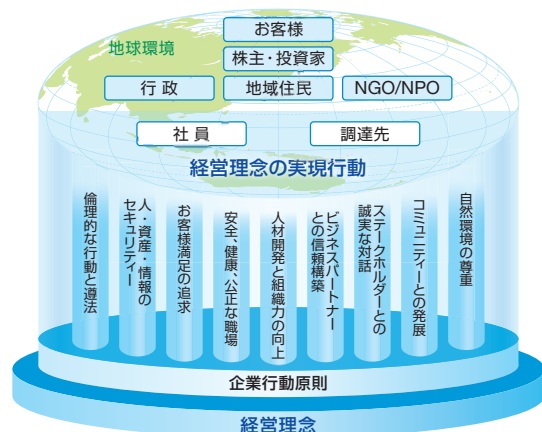 お客様
地球環境
株主・投資家
行 政
地域住民
NGO/NPO
社 員
調達先
経営理念の実現行動
倫理的な行動と遵法
人・資産・情報の
セキュリティー
お客様満足の追求
安全、健康、公正な職場
人材開発と組織力の向上
ビジネスパートナー
との信頼構築
ステークホルダーとの
誠実な対話
コミュニティーとの発展
自然環境の尊重
企業行動原則
経営理念